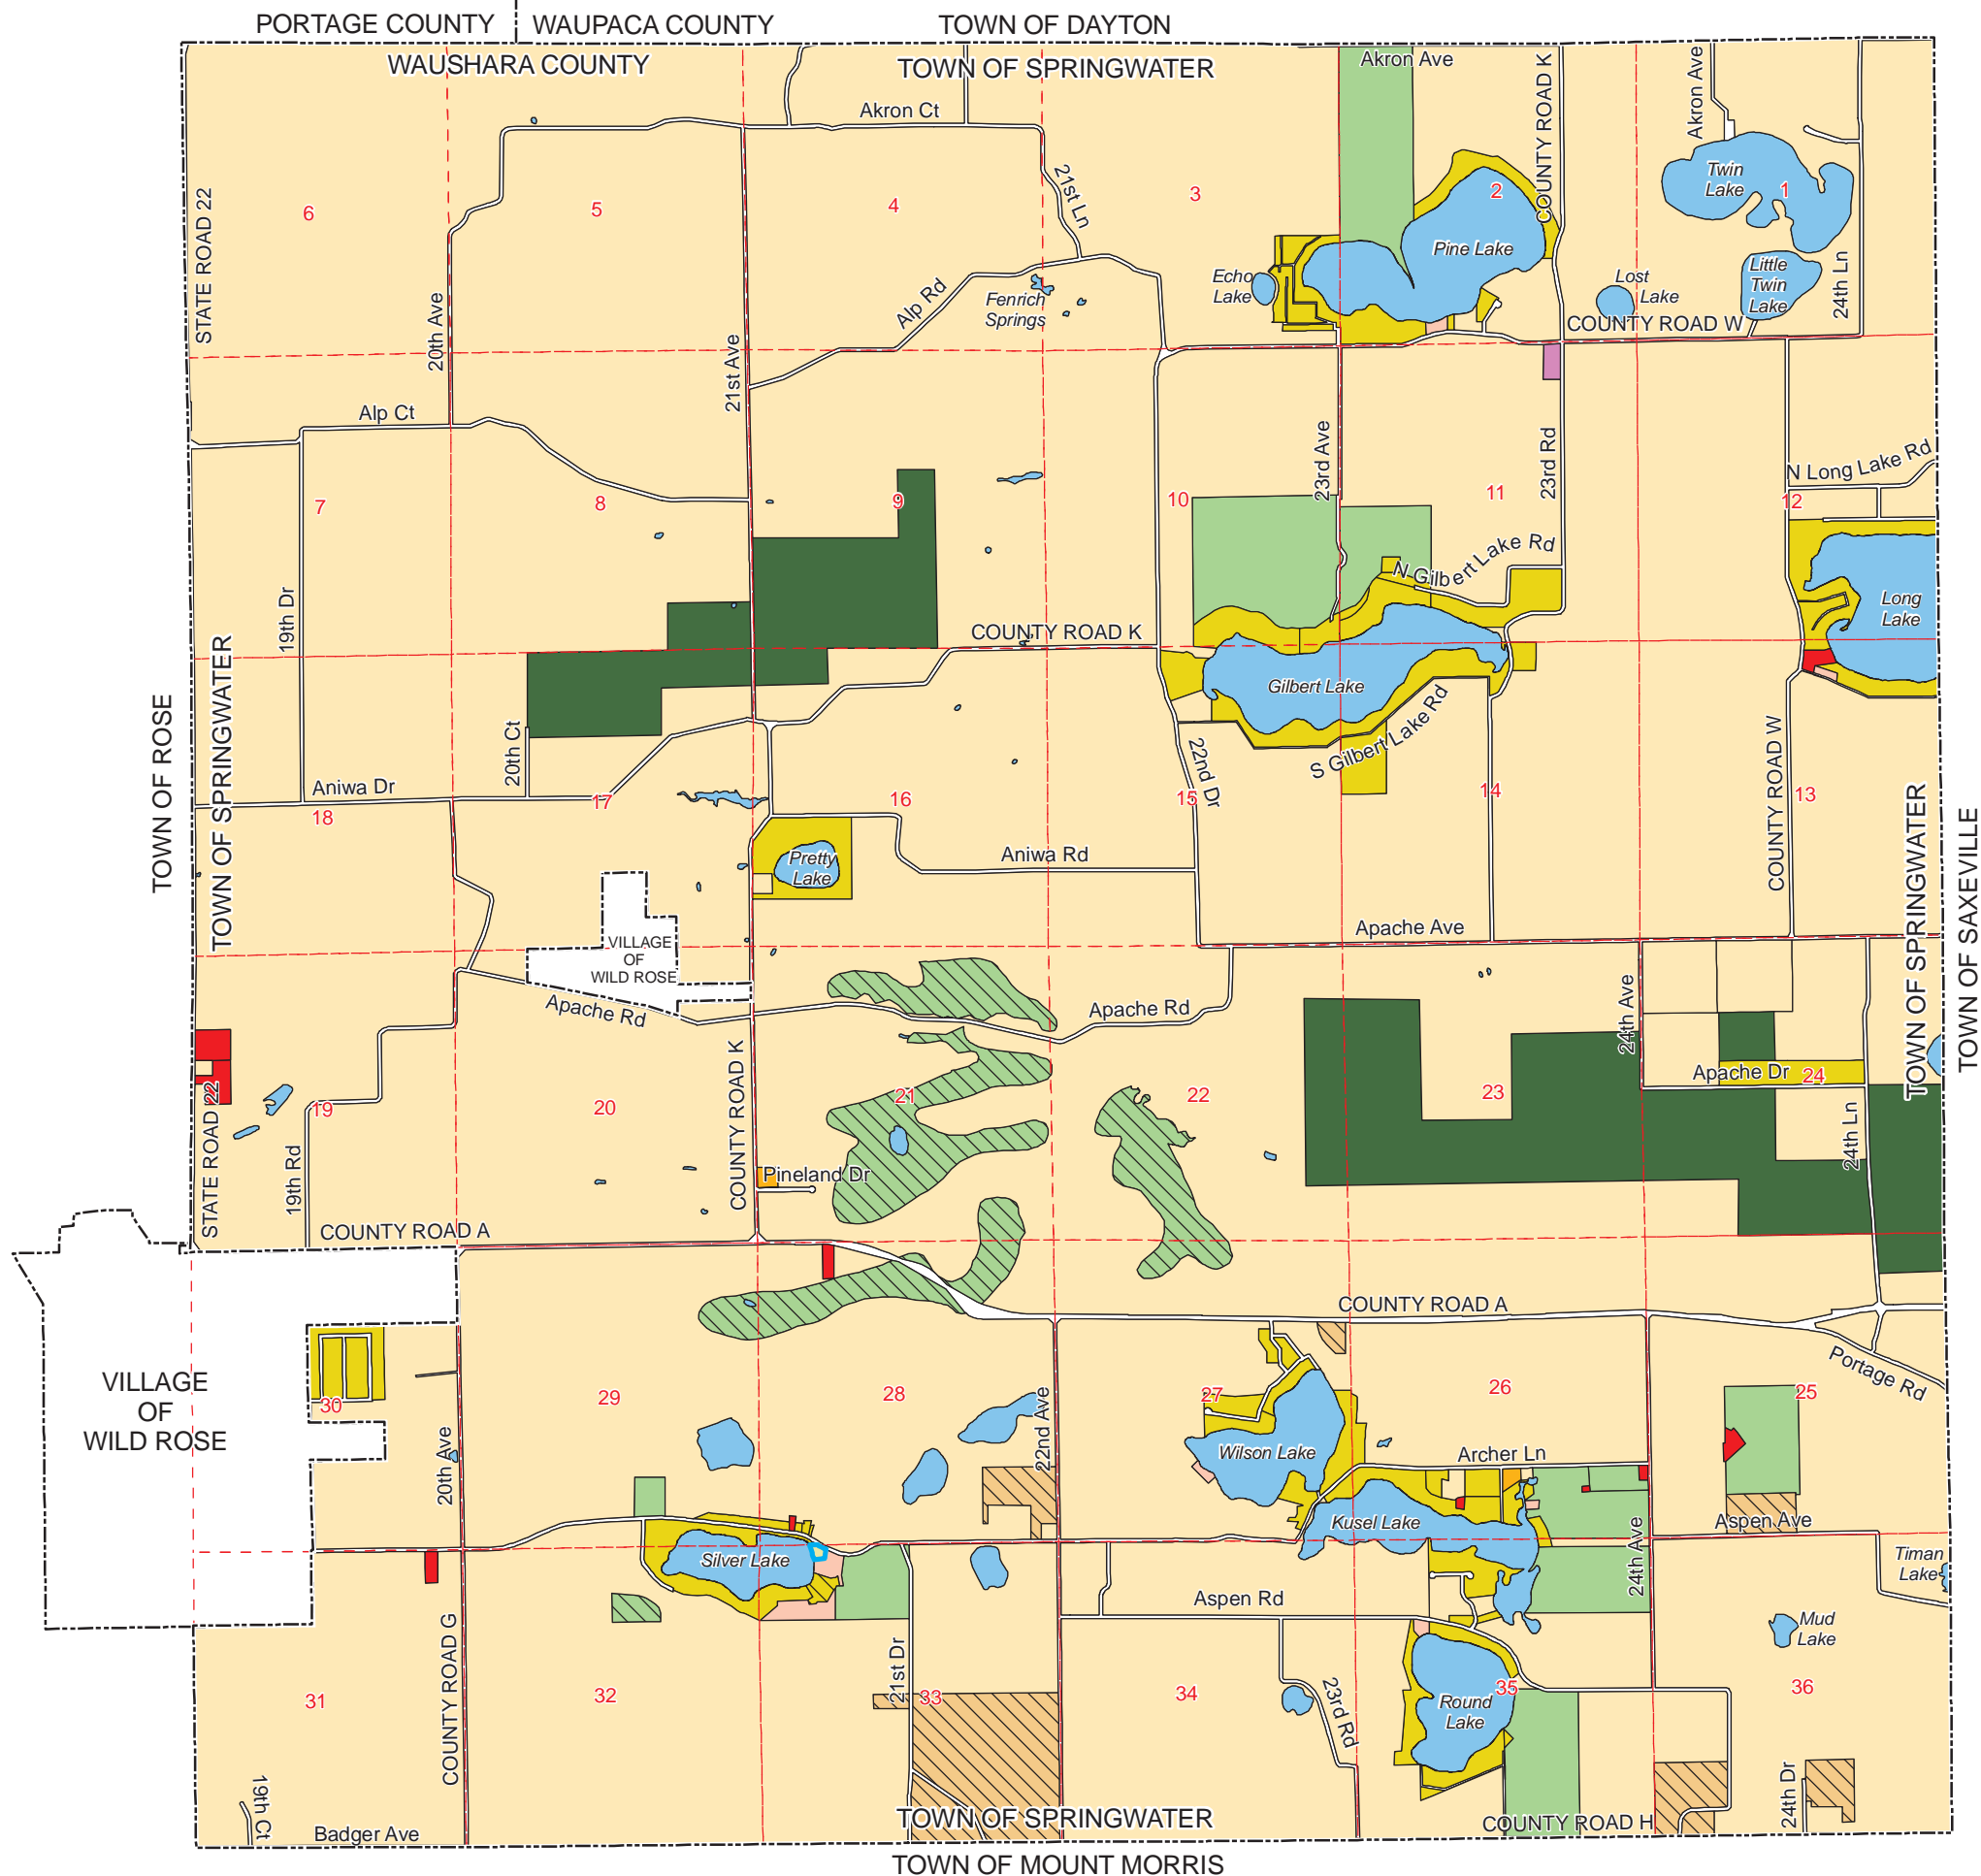 PORTAGE COUNTY
WAUPACA COUNTY
TOWN OF DAYTON
WAUSHARA COUNTY
TOWN OF SPRINGWATER
Akron Ave
COUNTY ROAD K
Akron Ave
Akron Ct
21st Ln
Twin
Lake
6
5
4
3
2
1
STATE ROAD 22
20th Ave
21st Ave
Alp Rd
Fenrich
Springs
Echo
Lake
Pine Lake
Lost
Lake
Little
Twin
Lake
24th Ln
COUNTY ROAD W
Alp Ct
23rd Ave
23rd Rd
N Long Lake Rd
7
8
9
10
11
12
N Gilbert Lake Rd
19th Dr
COUNTY ROAD K
Long
Lake
Gilbert Lake
S Gilbert Lake Rd
TOWN OF ROSE
TOWN OF SPRINGWATER
20th Ct
22nd Dr
COUNTY ROAD W
Aniwa Dr
18
17
16
15
14
13
Pretty
Lake
Aniwa Rd
TOWN OF SPRINGWATER
TOWN OF SAXEVILLE
Apache Ave
VILLAGE
OF
WILD ROSE
Apache Rd
Apache Rd
24th Ave
Apache Dr
19
20
21
22
23
24
STATE ROAD 22
19th Rd
COUNTY ROAD K
Pineland Dr
24th Ln
COUNTY ROAD A
COUNTY ROAD A
Portage Rd
VILLAGE
OF
WILD ROSE
30
29
28
27
26
25
20th Ave
22nd Ave
Wilson Lake
Archer Ln
Kusel Lake
Aspen Ave
Silver Lake
24th Ave
Timan
Lake
Aspen Rd
Mud
Lake
COUNTY ROAD G
21st Dr
23rd Rd
31
32
33
34
35
36
Round
Lake
19th Ct
24th Dr
Badger Ave
TOWN OF SPRINGWATER
COUNTY ROAD H
TOWN OF MOUNT MORRIS